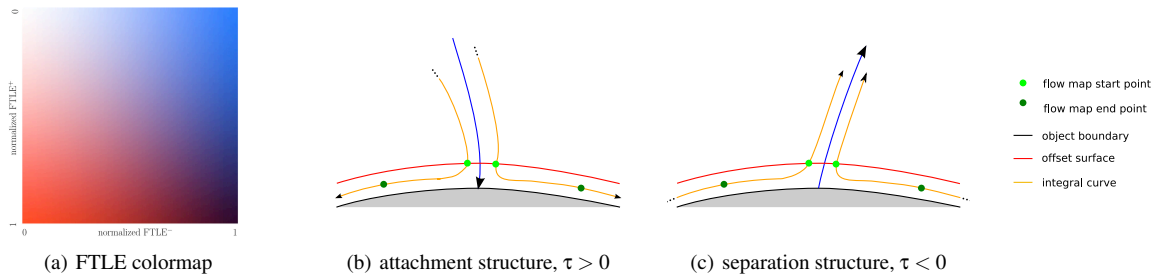 0
normalized FTLE⁺
1
0
normalized FTLE⁻
1
(a) FTLE colormap
(b) attachment structure, τ > 0
(c) separation structure, τ < 0
flow map start point
flow map end point
object boundary
offset surface
integral curve